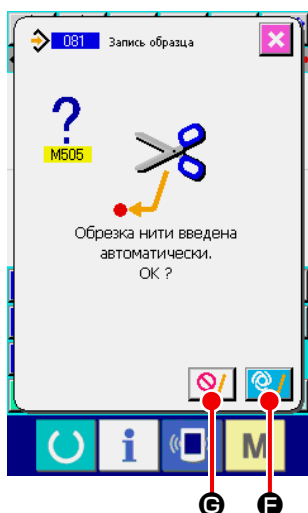 081 Запись образца
?
M505
Обрезка нити введена
автоматически.
OK ?
i M
G F